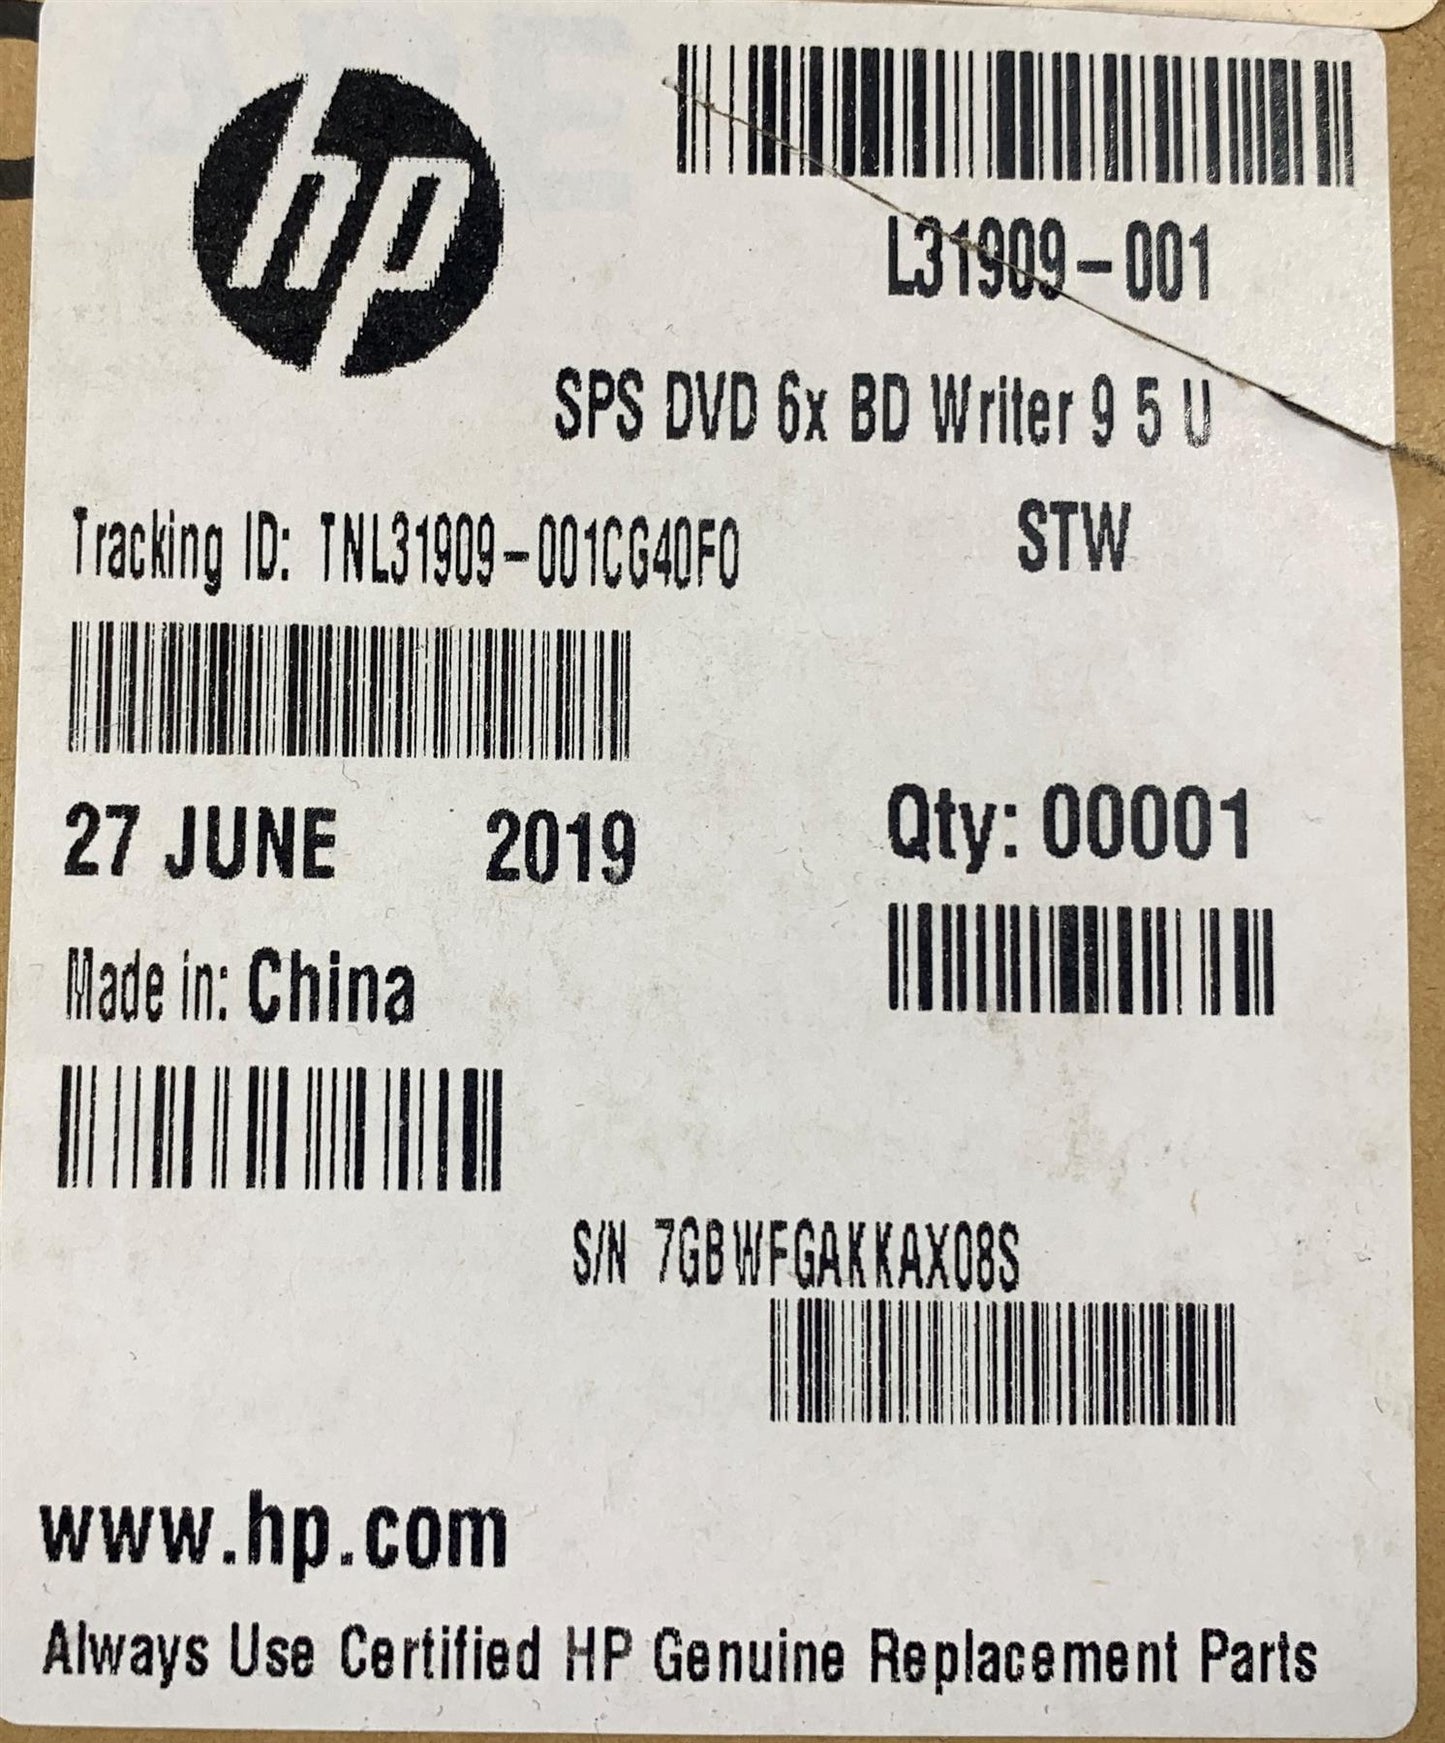 hp
L31909-001
SPS DVD 6x BD Writer 9 5 U
Tracking ID: TNL31909-001CG40F0
STW
27 JUNE 2019
Qty: 00001
Made in: China
S/N 7GBWFGAKKAX08S
www.hp.com
Always Use Certified HP Genuine Replacement Parts